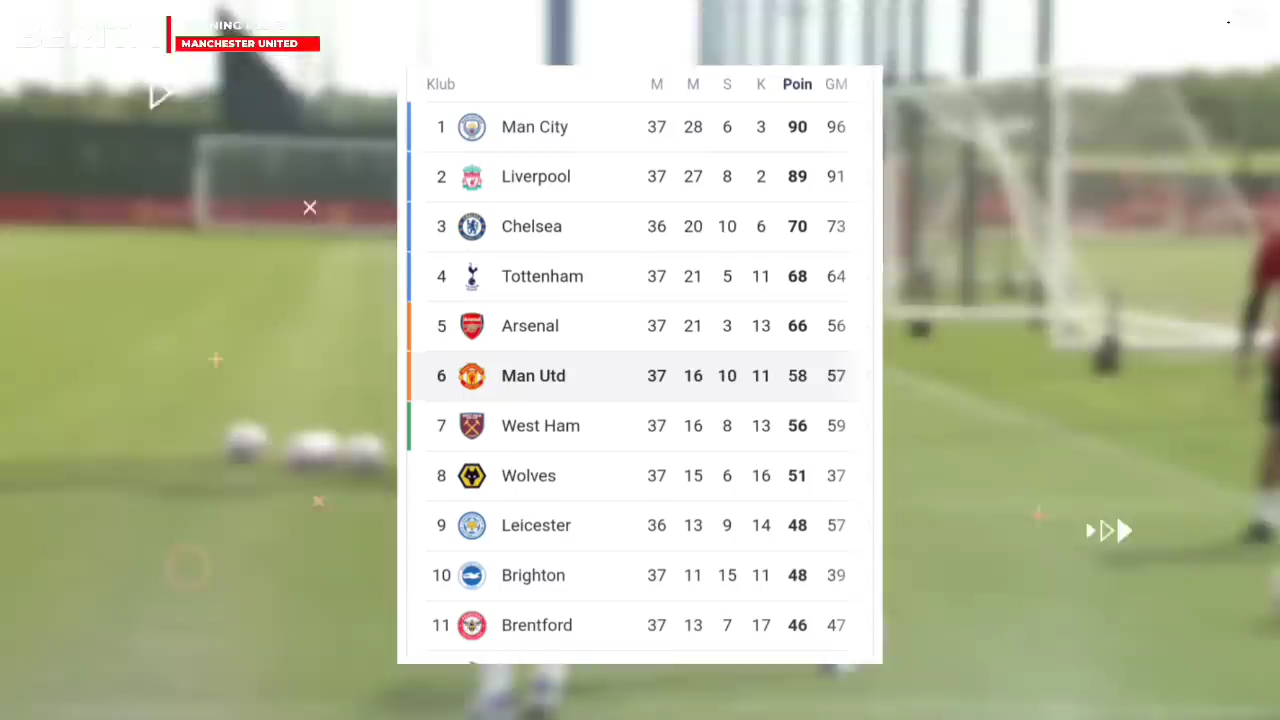 MANCHESTER UNITED
Klub M M S K Poin GM
1 Man City 37 28 6 3 90 96
2 Liverpool 37 27 8 2 89 91
3 Chelsea 36 20 10 6 70 73
4 Tottenham 37 21 5 11 68 64
5 Arsenal 37 21 3 13 66 56
6 Man Utd 37 16 10 11 58 57
7 West Ham 37 16 8 13 56 59
8 Wolves 37 15 6 16 51 37
9 Leicester 36 13 9 14 48 57
10 Brighton 37 11 15 11 48 39
11 Brentford 37 13 7 17 46 47